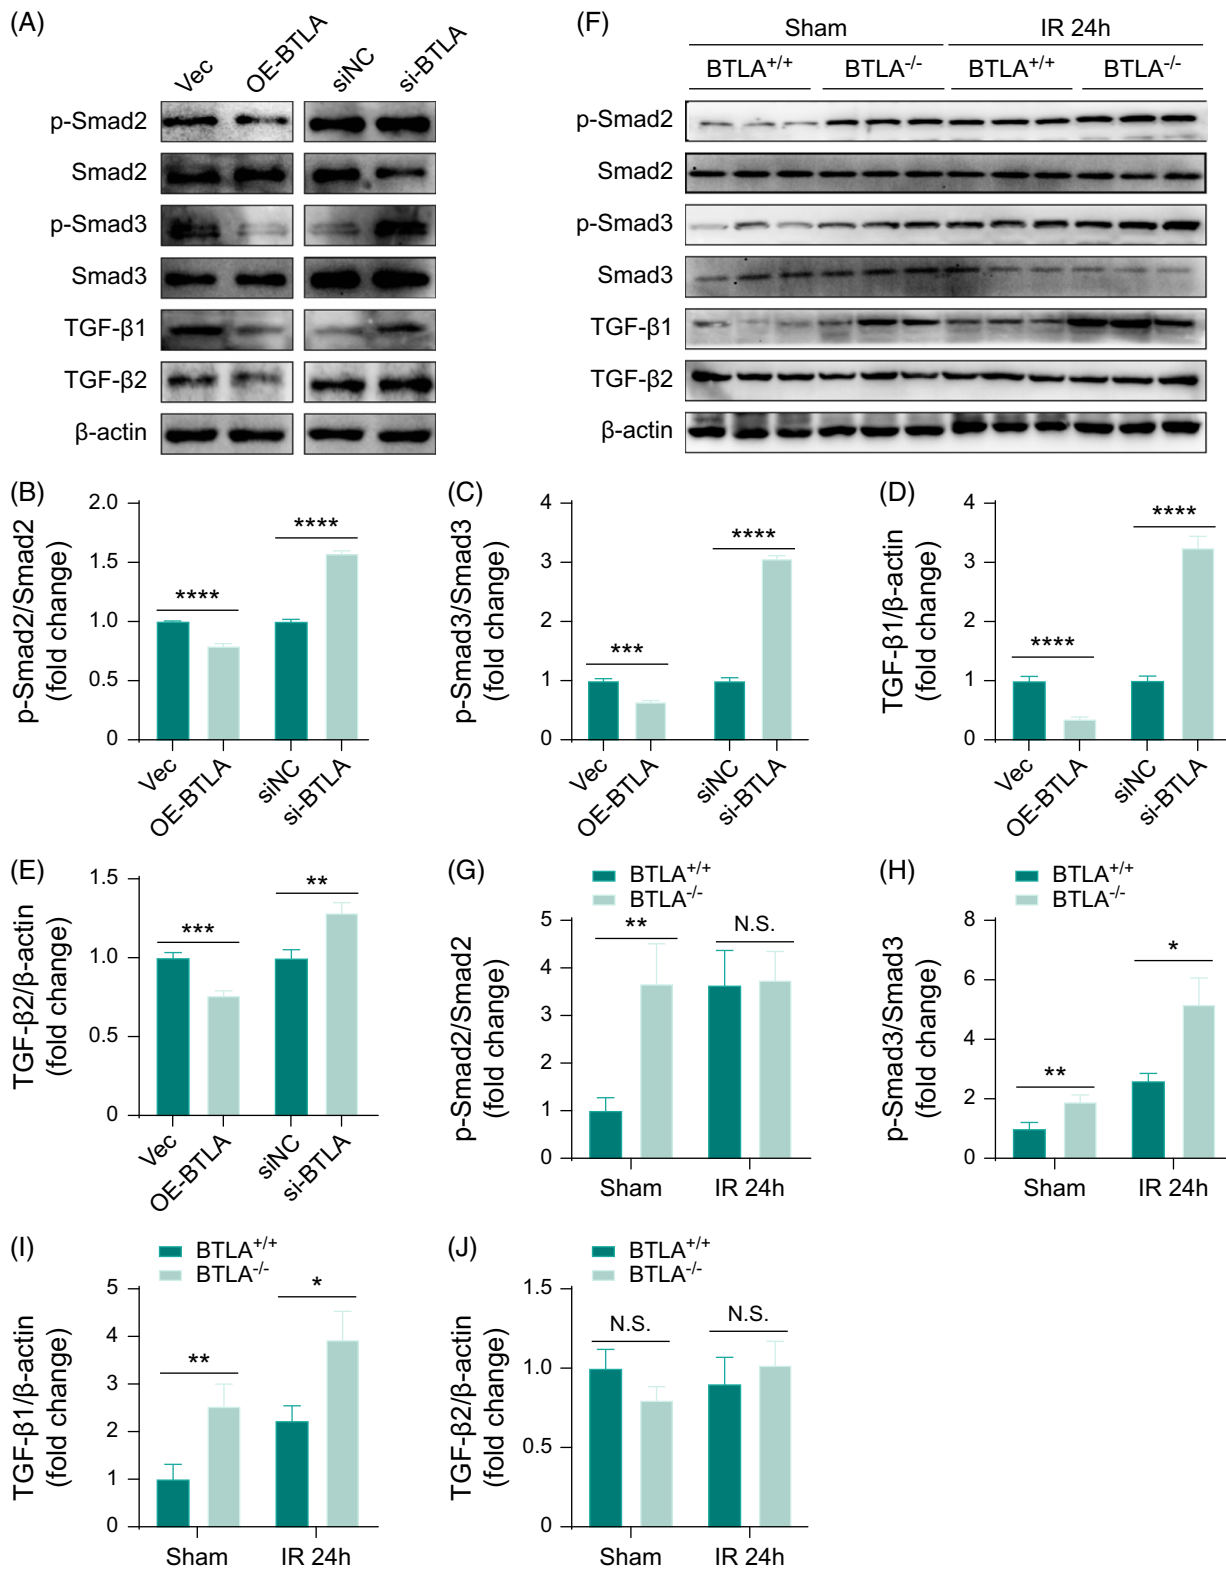 (A)
Vec OE-BTLA siNC si-BTLA
p-Smad2
Smad2
p-Smad3
Smad3
TGF-β1
TGF-β2
β-actin
(F)
Sham IR 24h
BTLA+/+ BTLA-/- BTLA+/+ BTLA-/-
p-Smad2
Smad2
p-Smad3
Smad3
TGF-β1
TGF-β2
β-actin
(B)
p-Smad2/Smad2
(fold change)
2.0
1.5
1.0
0.5
0
****
****
Vec OE-BTLA siNC si-BTLA
(C)
p-Smad3/Smad3
(fold change)
4
3
2
1
0
***
****
Vec OE-BTLA siNC si-BTLA
(D)
TGF-β1/β-actin
(fold change)
4
3
2
1
0
****
****
Vec OE-BTLA siNC si-BTLA
(E)
TGF-β2/β-actin
(fold change)
1.5
1.0
0.5
0
***
**
Vec OE-BTLA siNC si-BTLA
(G)
BTLA+/+
BTLA-/-
p-Smad2/Smad2
(fold change)
5
4
3
2
1
0
**
N.S.
Sham IR 24h
(H)
BTLA+/+
BTLA-/-
p-Smad3/Smad3
(fold change)
8
6
4
2
0
**
*
Sham IR 24h
(I)
BTLA+/+
BTLA-/-
TGF-β1/β-actin
(fold change)
5
4
3
2
1
0
**
*
Sham IR 24h
(J)
BTLA+/+
BTLA-/-
TGF-β2/β-actin
(fold change)
1.5
1.0
0.5
0
N.S.
N.S.
Sham IR 24h